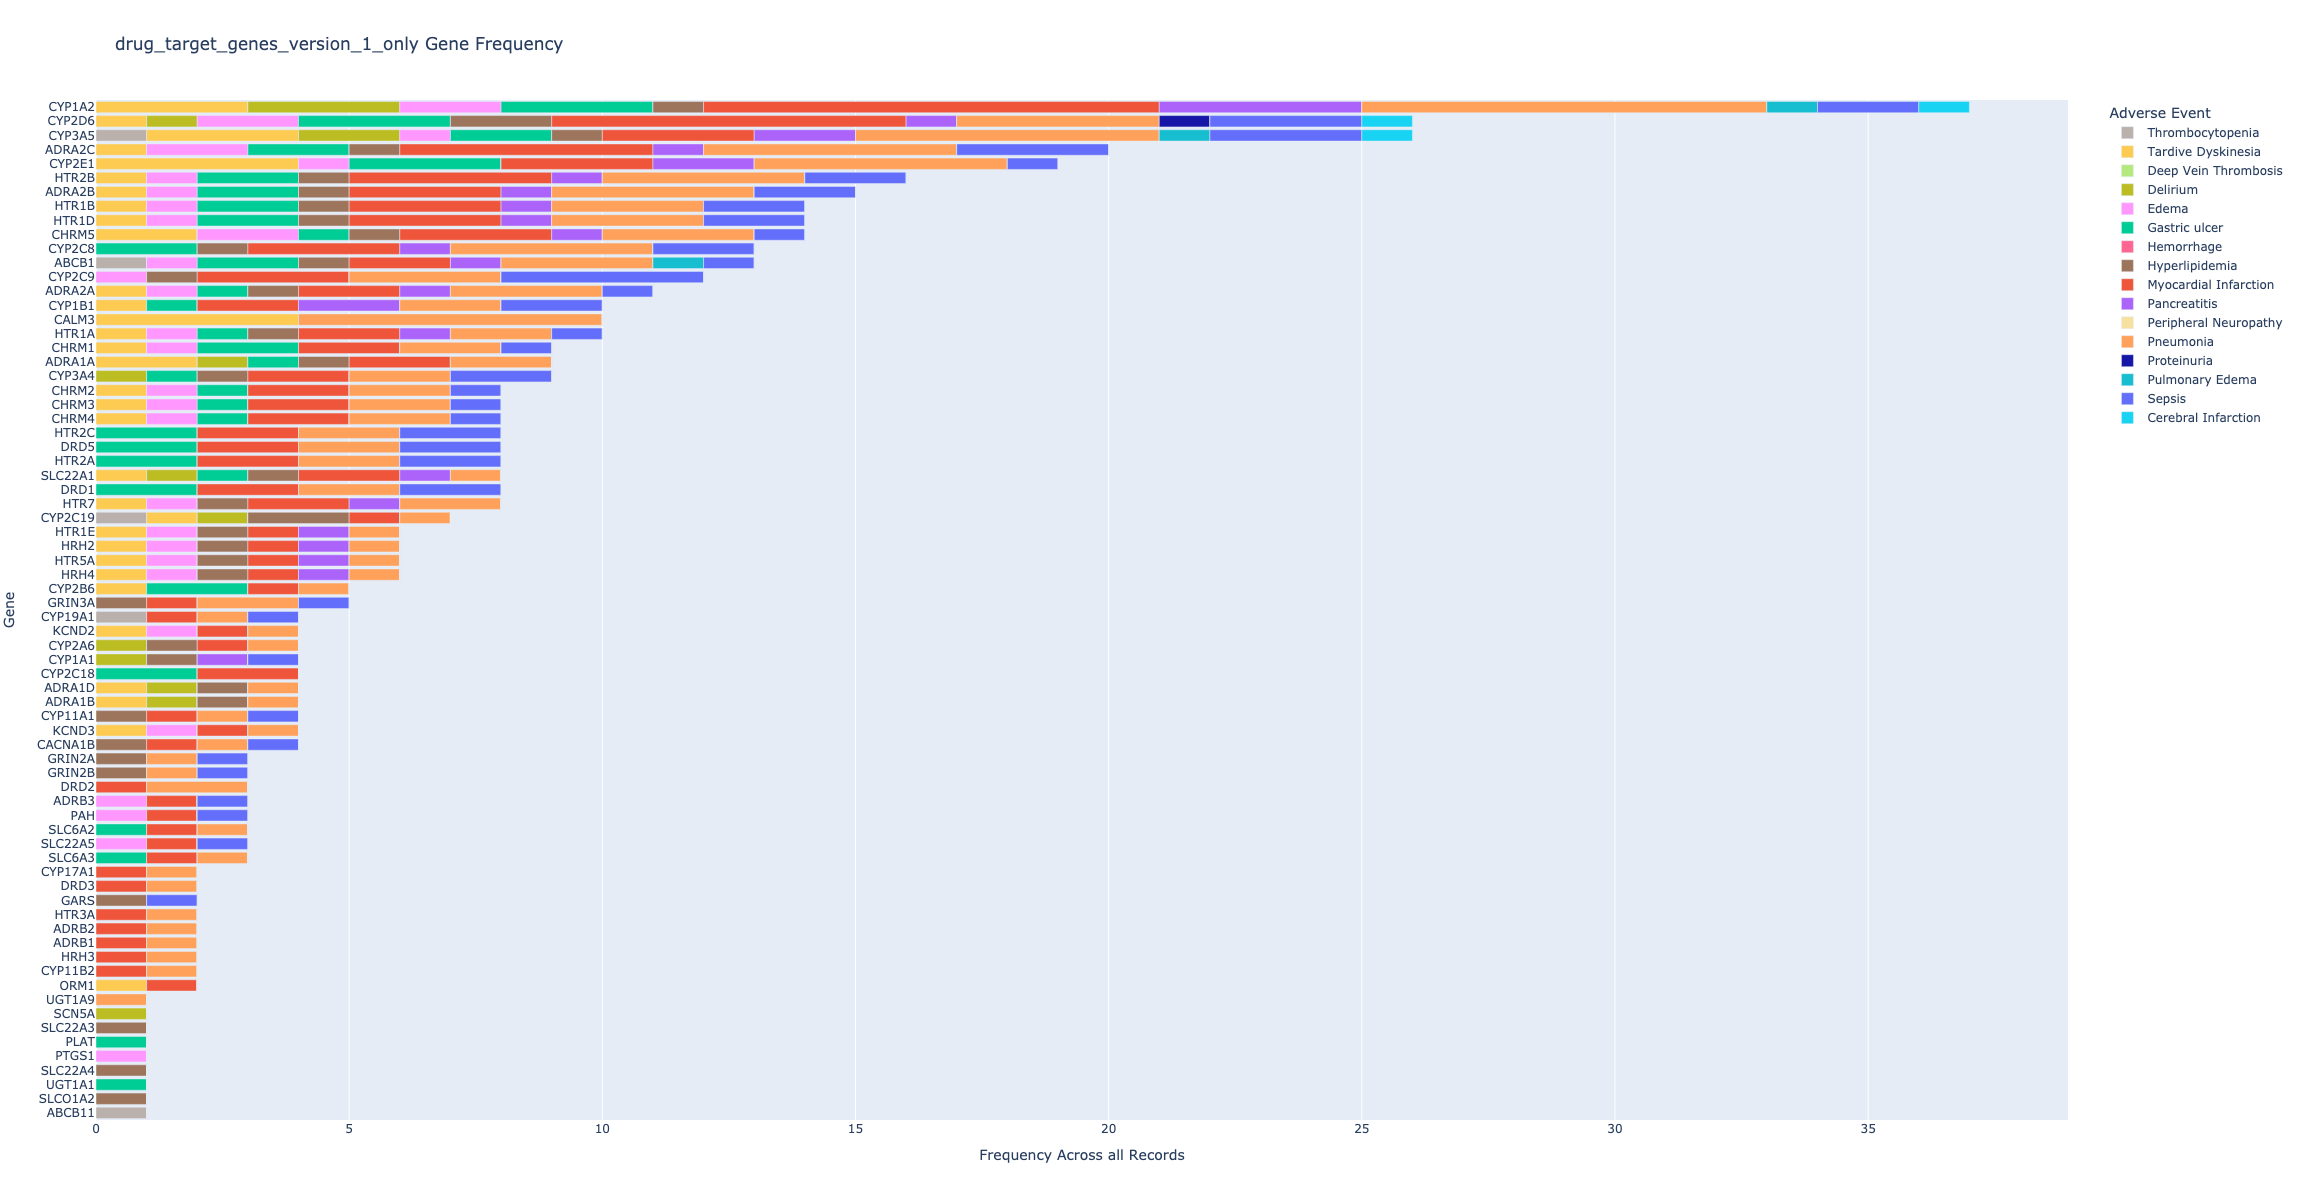 drug_target_genes_version_1_only Gene Frequency
CYP1A2
CYP2D6
CYP3A5
ADRA2C
CYP2E1
HTR2B
ADRA2B
HTR1B
HTR1D
CHRM5
CYP2C8
ABCB1
CYP2C9
ADRA2A
CYP1B1
CALM3
HTR1A
CHRM1
ADRA1A
CYP3A4
CHRM2
CHRM3
CHRM4
HTR2C
DRD5
HTR2A
SLC22A1
DRD1
HTR7
CYP2C19
HTR1E
HRH2
HTR5A
HRH4
CYP2B6
GRIN3A
CYP19A1
KCND2
CYP2A6
CYP1A1
CYP2C18
ADRA1D
ADRA1B
CYP11A1
KCND3
CACNA1B
GRIN2A
GRIN2B
DRD2
ADRB3
PAH
SLC6A2
SLC22A5
SLC6A3
CYP17A1
DRD3
GARS
HTR3A
ADRB2
ADRB1
HRH3
CYP11B2
ORM1
UGT1A9
SCN5A
SLC22A3
PLAT
PTGS1
SLC22A4
UGT1A1
SLCO1A2
ABCB11
Gene
0 5 10 15 20 25 30 35
Frequency Across all Records
Adverse Event
Thrombocytopenia
Tardive Dyskinesia
Deep Vein Thrombosis
Delirium
Edema
Gastric ulcer
Hemorrhage
Hyperlipidemia
Myocardial Infarction
Pancreatitis
Peripheral Neuropathy
Pneumonia
Proteinuria
Pulmonary Edema
Sepsis
Cerebral Infarction